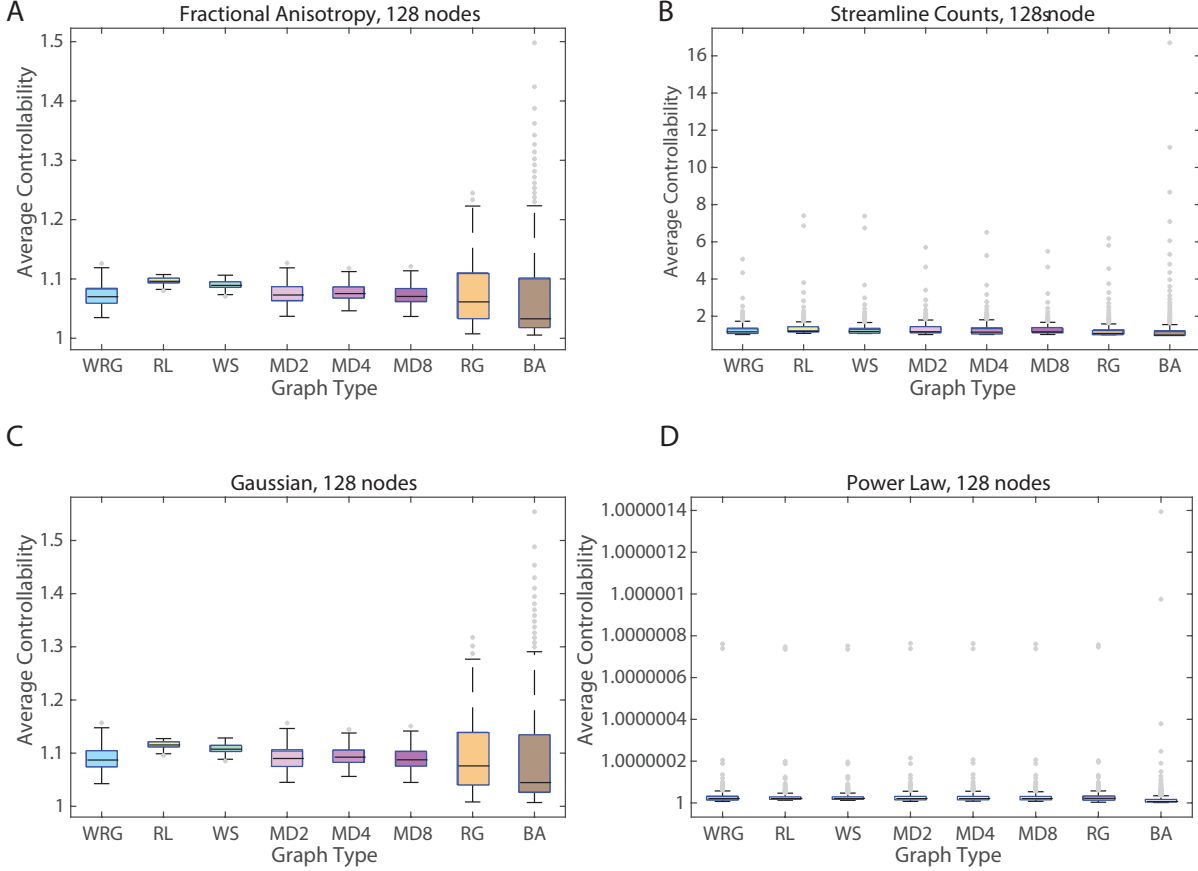 A
Fractional Anisotropy, 128 nodes
1.5
1.4
1.3
1.2
1.1
1
Average Controllability
WRG RL WS MD2 MD4 MD8 RG BA
Graph Type
B
Streamline Counts, 128snode
16
14
12
10
8
6
4
2
Average Controllability
WRG RL WS MD2 MD4 MD8 RG BA
Graph Type
C
Gaussian, 128 nodes
1.5
1.4
1.3
1.2
1.1
1
Average Controllability
WRG RL WS MD2 MD4 MD8 RG BA
Graph Type
D
Power Law, 128 nodes
1.0000014
1.0000012
1.000001
1.0000008
1.0000006
1.0000004
1.0000002
1
Average Controllability
WRG RL WS MD2 MD4 MD8 RG BA
Graph Type